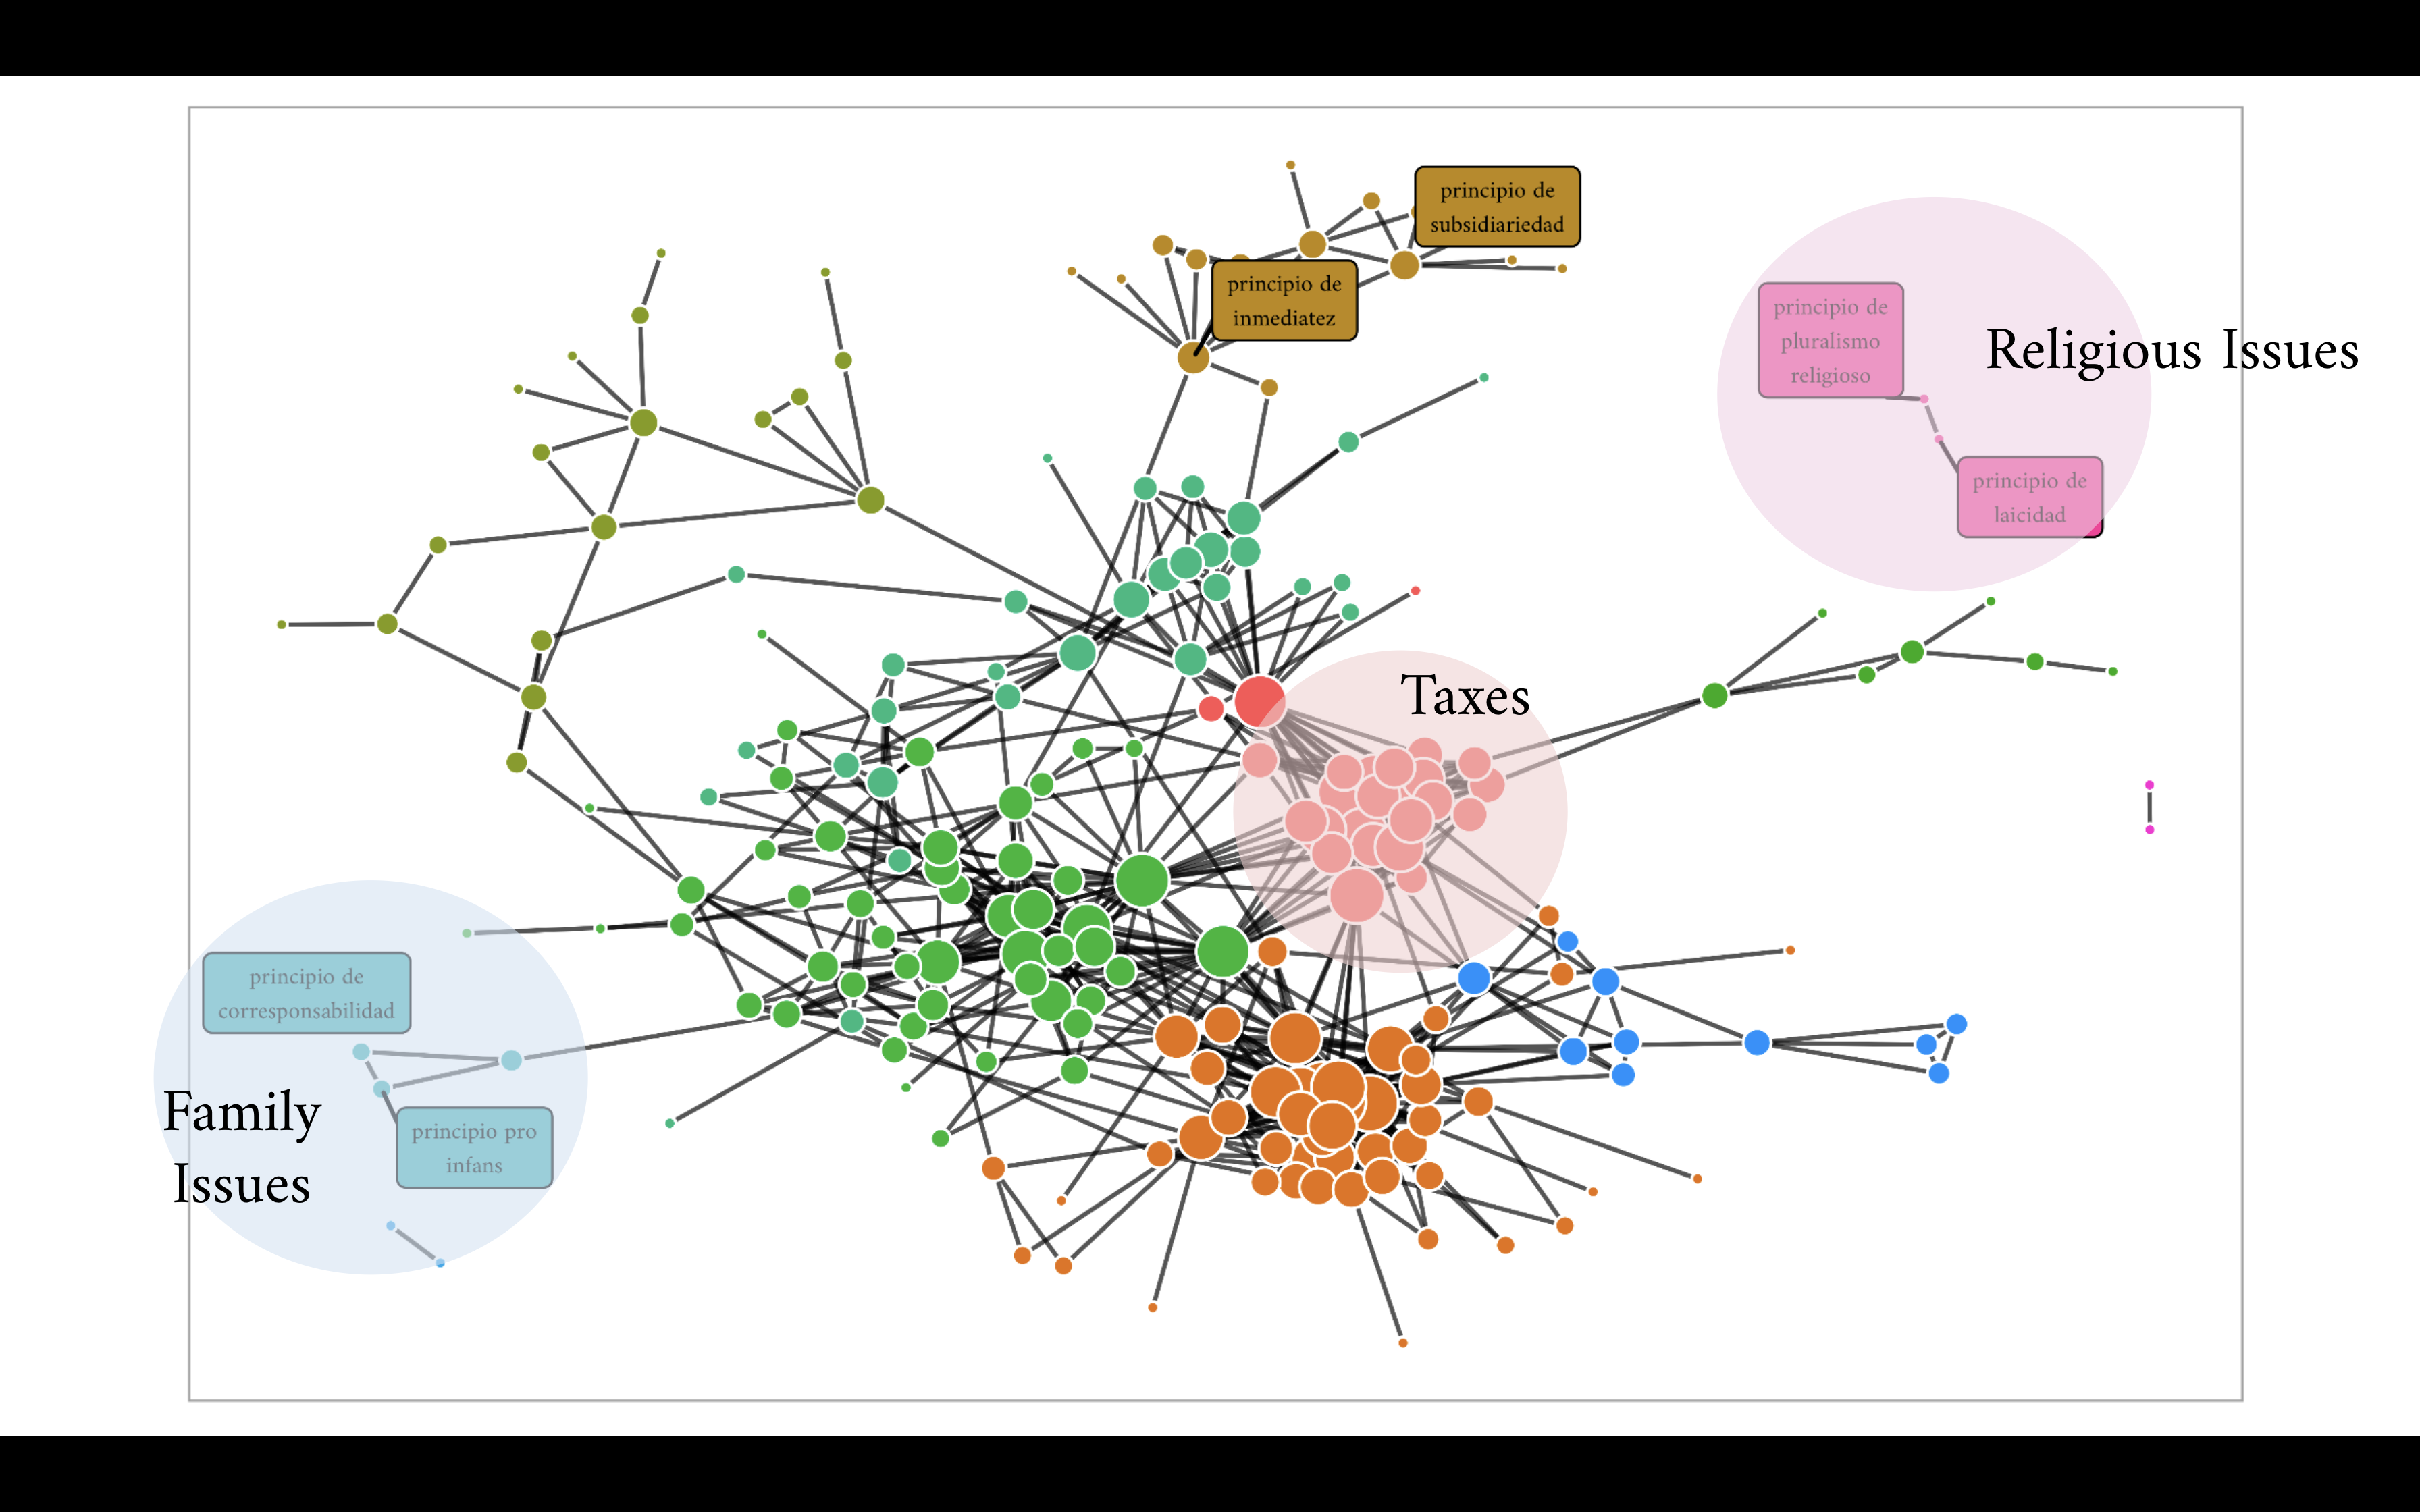 principio de
subsidiariedad
principio de
inmediatez
principio de
pluralismo
religioso
Religious Issues
principio de
laicidad
Taxes
principio de
corresponsabilidad
Family
Issues
principio pro
infans